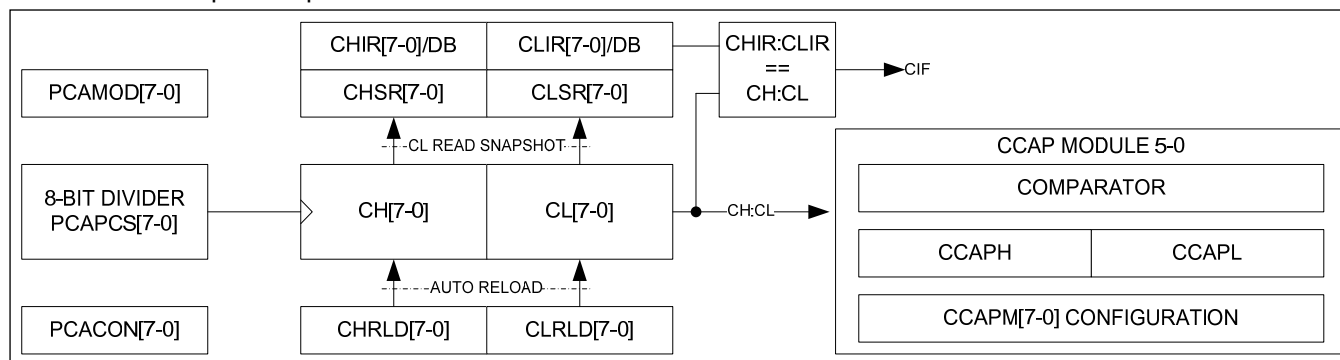 CHIR[7-0]/DB
CLIR[7-0]/DB
CHIR:CLIR
==
CH:CL
CIF
PCAMOD[7-0]
CHSR[7-0]
CLSR[7-0]
CL READ SNAPSHOT
CCAP MODULE 5-0
COMPARATOR
8-BIT DIVIDER
PCAPCS[7-0]
CH[7-0]
CL[7-0]
CH:CL
CCAPH
CCAPL
AUTO RELOAD
PCACON[7-0]
CHRLD[7-0]
CLRLD[7-0]
CCAPM[7-0] CONFIGURATION